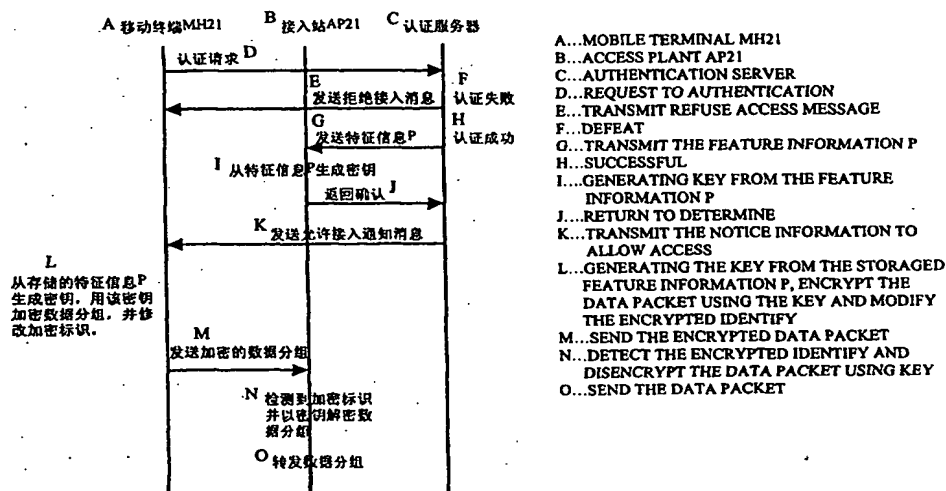 A 移动终端MH21
B 接入站AP21
C 认证服务器
认证请求 D
E
发送拒绝接入消息
F
认证失败
G
发送特征信息P
H
认证成功
I 从特征信息P生成密钥
返回确认 J
K 发送允许接入通知消息
L
从存储的特征信息P
生成密钥，用该密钥
加密数据分组，并修
改加密标识。
M
发送加密的数据分组
N 检测到加密标识
并以密钥解密数
据分组
O 转发数据分组
A...MOBILE TERMINAL MH21
B...ACCESS PLANT AP21
C...AUTHENTICATION SERVER
D...REQUEST TO AUTHENTICATION
E...TRANSMIT REFUSE ACCESS MESSAGE
F...DEFEAT
G...TRANSMIT THE FEATURE INFORMATION P
H...SUCCESSFUL
I....GENERATING KEY FROM THE FEATURE
INFORMATION P
J....RETURN TO DETERMINE
K...TRANSMIT THE NOTICE INFORMATION TO
ALLOW ACCESS
L...GENERATING THE KEY FROM THE STORAGED
FEATURE INFORMATION P, ENCRYPT THE
DATA PACKET USING THE KEY AND MODIFY
THE ENCRYPTED IDENTIFY
M...SEND THE ENCRYPTED DATA PACKET
N...DETECT THE ENCRYPTED IDENTIFY AND
DISENCRYPT THE DATA PACKET USING KEY
O...SEND THE DATA PACKET